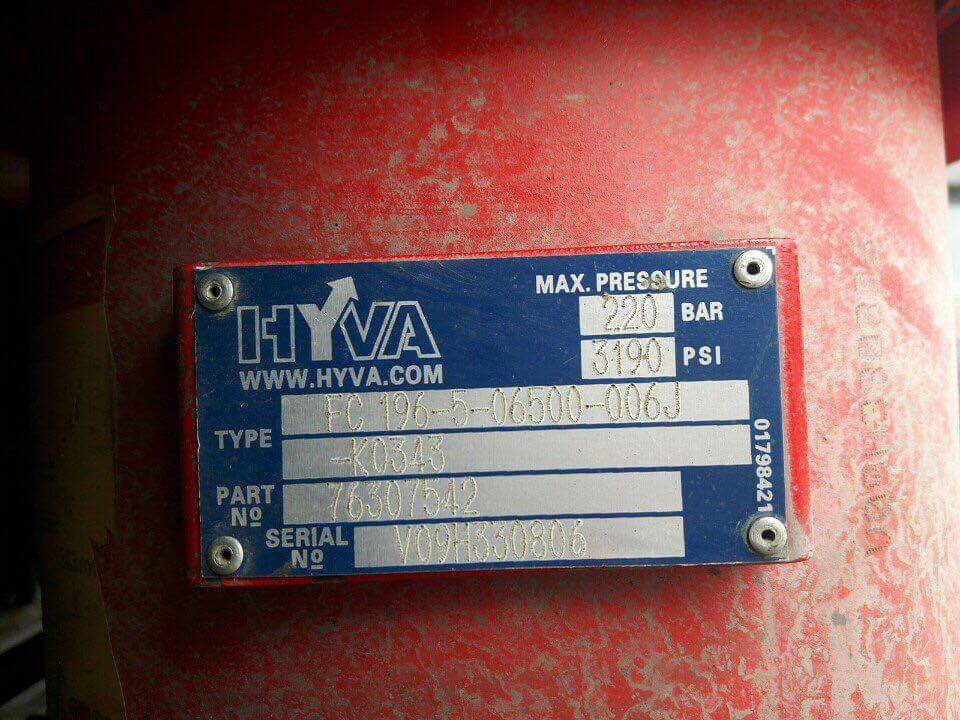 HYVA
WWW.HYVA.COM
MAX. PRESSURE
220 BAR
3190 PSI
TYPE FC 196-5-06500-006J
-K0343
PART Nº 76307542
SERIAL Nº V09H330806
01798421